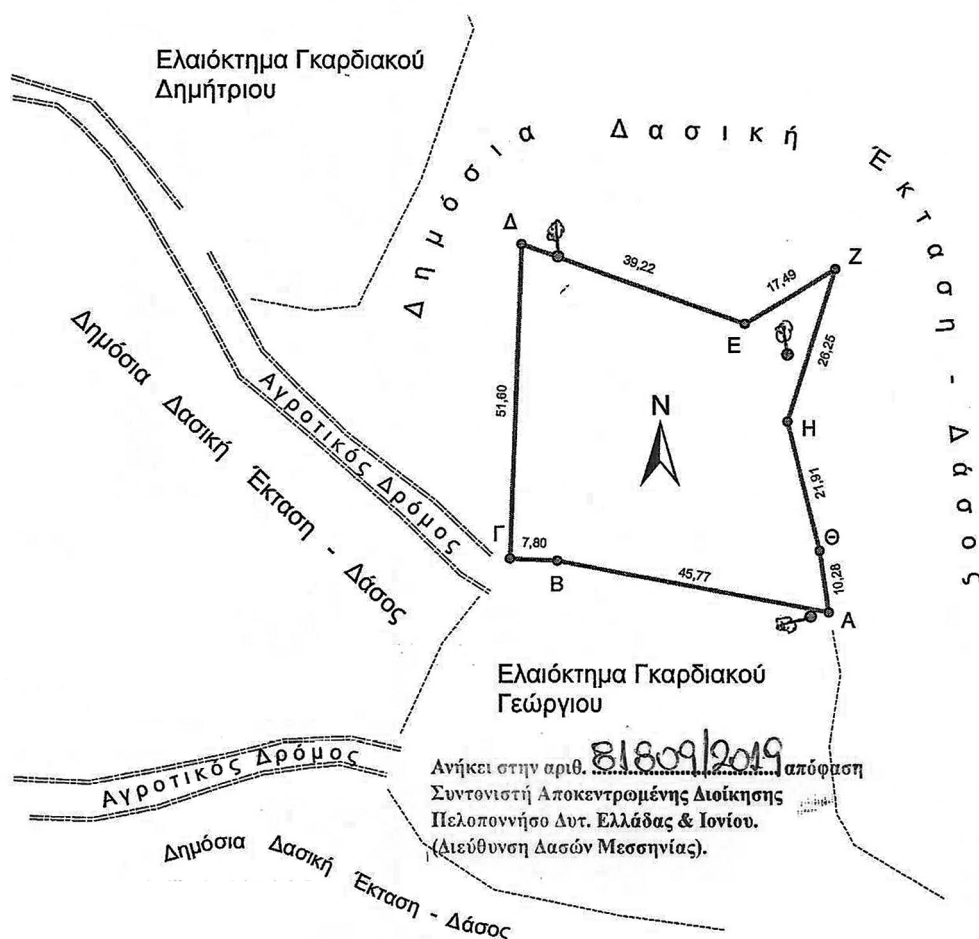 Ελαιόκτημα Γκαρδιακού
Δημήτριου
Δημόσια Δασική Έκταση - Δάσος
Δ
39,22
17,49
Ζ
Ε
26,25
51,60
Η
Ν
21,91
Θ
10,28
Α
Γ
7,80
Β
45,77
Αγροτικός Δρόμος
Δημόσια Δασική Έκταση - Δάσος
Ελαιόκτημα Γκαρδιακού
Γεώργιου
Ανήκει στην αριθ. 81809/2019 απόφαση
Συντονιστή Αποκεντρωμένης Διοίκησης
Πελοποννήσο Δυτ. Ελλάδας & Ιονίου.
(Διεύθυνση Δασών Μεσσηνίας).
Αγροτικός Δρόμος
Δημόσια Δασική Έκταση - Δάσος